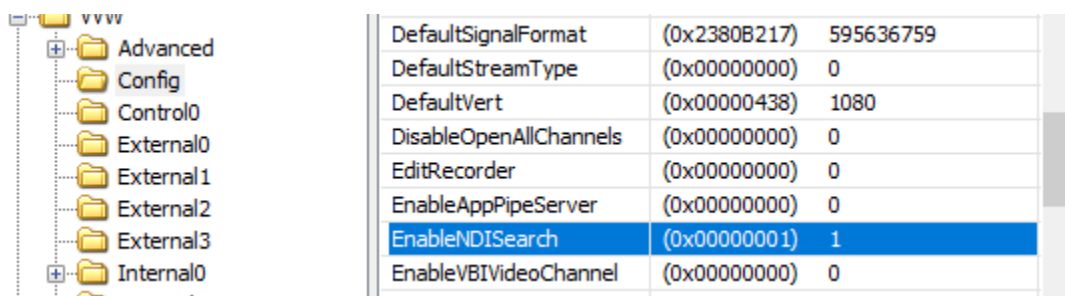 VVW
Advanced
Config
Control0
External0
External1
External2
External3
Internal0
DefaultSignalFormat (0x2380B217) 595636759
DefaultStreamType (0x00000000) 0
DefaultVert (0x00000438) 1080
DisableOpenAllChannels (0x00000000) 0
EditRecorder (0x00000000) 0
EnableAppPipeServer (0x00000000) 0
EnableNDISearch (0x00000001) 1
EnableVBIVideoChannel (0x00000000) 0